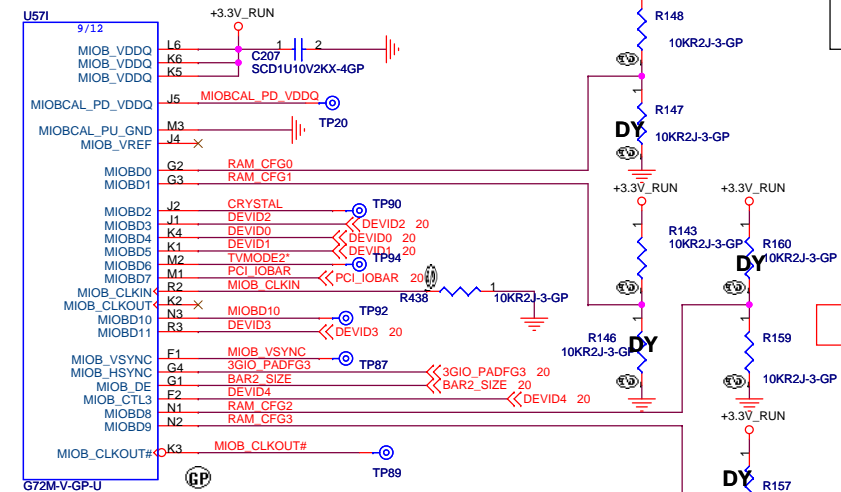 U57I
9/12
+3.3V_RUN
R148
10KR2J-3-GP
MIOB_VDDQ L6
MIOB_VDDQ K6
MIOB_VDDQ K5
1 2
C207
SCD1U10V2KX-4GP
MIOBCAL_PD_VDDQ J5 MIOBCAL_PD_VDDQ
TP20
1
R147
DY
10KR2J-3-GP
MIOBCAL_PU_GND M3
MIOB_VREF J4
MIOBD0 G2 RAM_CFG0
MIOBD1 G3 RAM_CFG1
+3.3V_RUN
+3.3V_RUN
MIOBD2 J2 CRYSTAL TP90
MIOBD3 J1 DEVID2 DEVID2 20
MIOBD4 K4 DEVID0 DEVID0 20
MIOBD5 K1 DEVID1 DEVID1 20
MIOBD6 M2 TVMODE2* TP94
MIOBD7 M1 PCI_IOBAR PCI_IOBAR 20
R143
10KR2J-3-GP
R160
DY
10KR2J-3-GP
MIOB_CLKIN R2 MIOB_CLKIN
R438
1
10KR2J-3-GP
MIOB_CLKOUT K2
MIOBD10 N3 MIOBD10 TP92
MIOBD11 R3 DEVID3 DEVID3 20
1
R146
DY
10KR2J-3-GP
1
R159
10KR2J-3-GP
MIOB_VSYNC F1 MIOB_VSYNC
TP87
MIOB_HSYNC G4 3GIO_PADFG3 3GIO_PADFG3 20
MIOB_DE G1 BAR2_SIZE BAR2_SIZE 20
MIOB_CTL3 F2 DEVID4 DEVID4 20
MIOBD8 N1 RAM_CFG2
MIOBD9 N2 RAM_CFG3
+3.3V_RUN
MIOB_CLKOUT# K3 MIOB_CLKOUT#
TP89
1
DY
R157
GP
G72M-V-GP-U